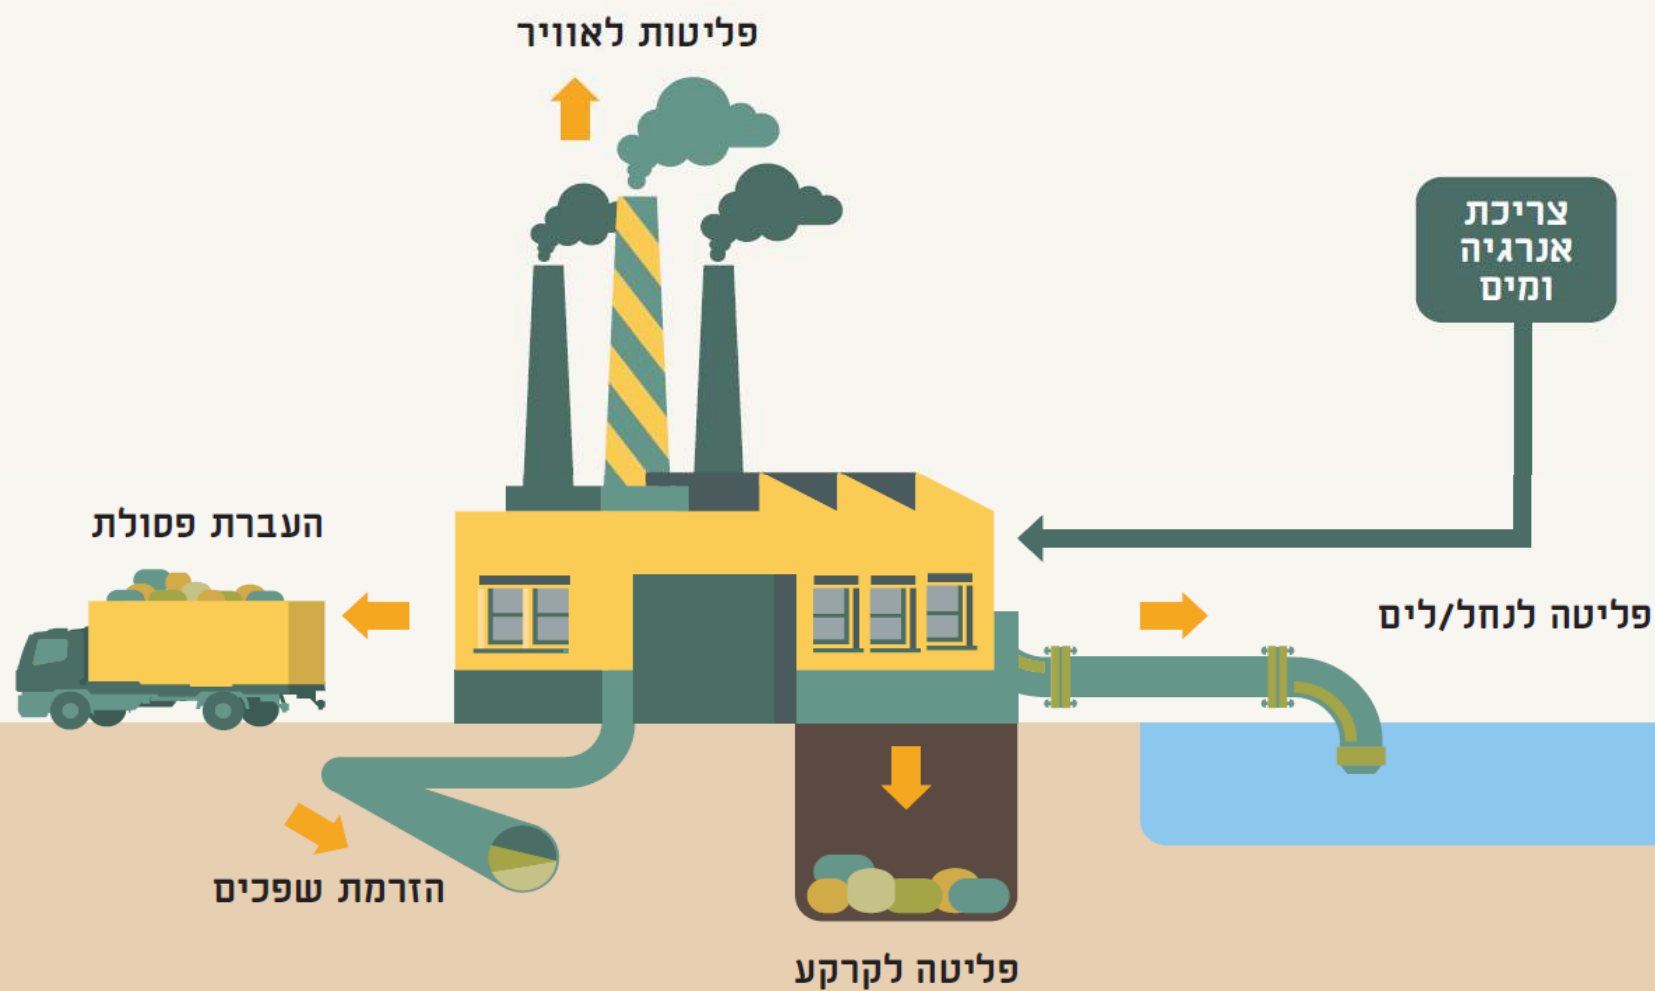 פליטות לאוויר
צריכת
אנרגיה
ומים
העברת פסולת
פליטה לנחל/לים
הזרמת שפכים
פליטה לקרקע